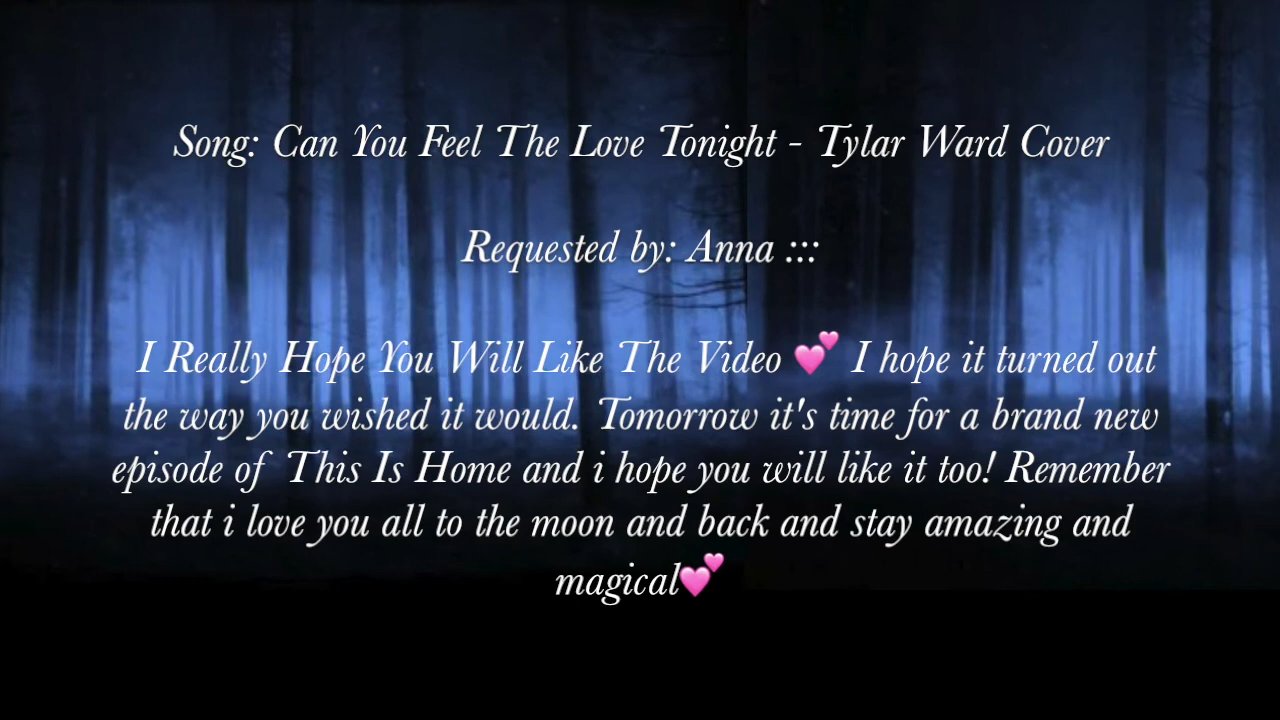 Song: Can You Feel The Love Tonight - Tylar Ward Cover
Requested by: Anna :::
I Really Hope You Will Like The Video 💕 I hope it turned out
the way you wished it would. Tomorrow it's time for a brand new
episode of This Is Home and i hope you will like it too! Remember
that i love you all to the moon and back and stay amazing and
magical💕